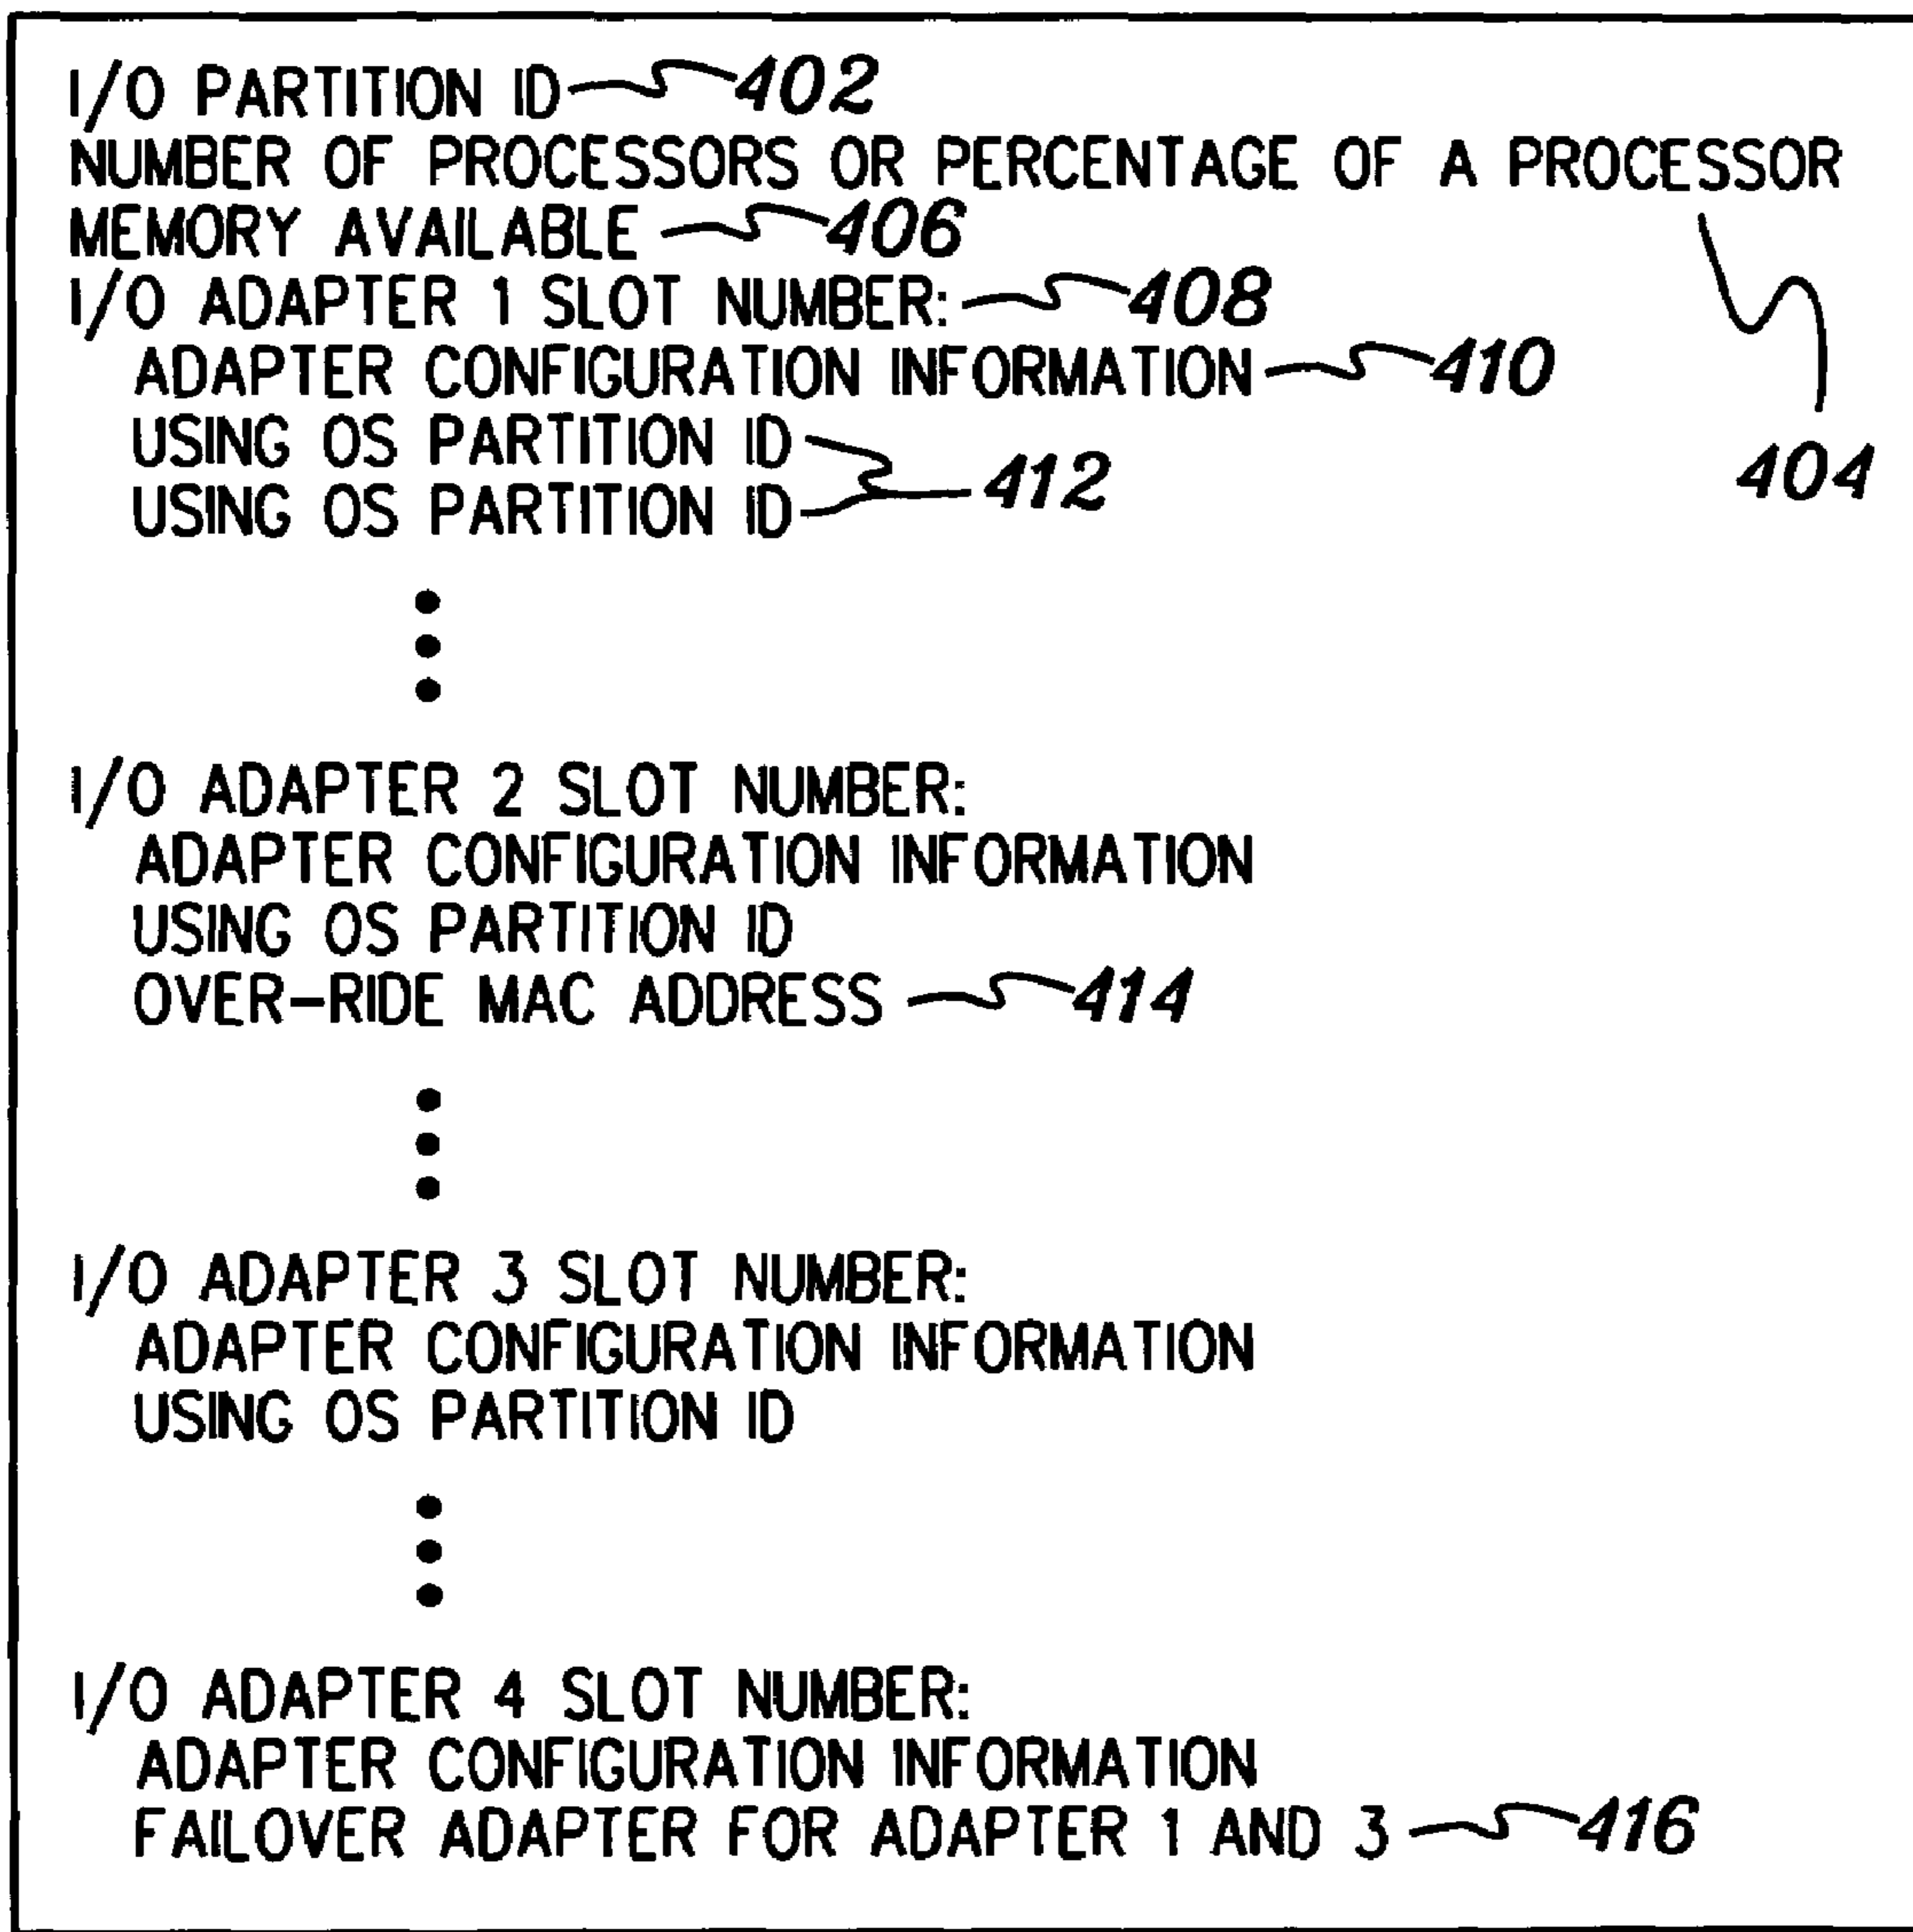 I/O PARTITION ID 402
NUMBER OF PROCESSORS OR PERCENTAGE OF A PROCESSOR
MEMORY AVAILABLE 406
I/O ADAPTER 1 SLOT NUMBER: 408
ADAPTER CONFIGURATION INFORMATION 410
USING OS PARTITION ID
412
404
USING OS PARTITION ID
I/O ADAPTER 2 SLOT NUMBER:
ADAPTER CONFIGURATION INFORMATION
USING OS PARTITION ID
OVER-RIDE MAC ADDRESS 414
I/O ADAPTER 3 SLOT NUMBER:
ADAPTER CONFIGURATION INFORMATION
USING OS PARTITION ID
I/O ADAPTER 4 SLOT NUMBER:
ADAPTER CONFIGURATION INFORMATION
FAILOVER ADAPTER FOR ADAPTER 1 AND 3 416